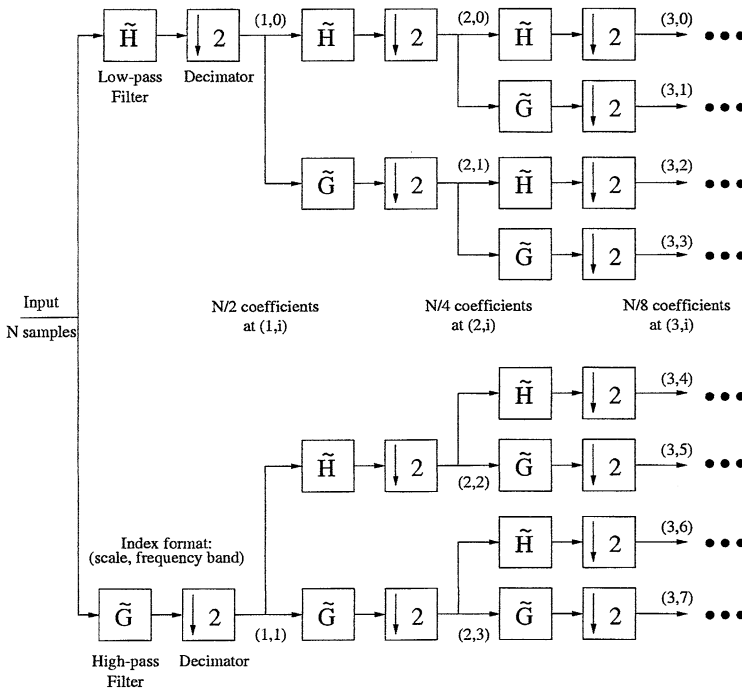 (1,0) (2,0) (3,0)
H̃ ↓ 2 H̃ ↓ 2 H̃ ↓ 2
Low-pass Filter
Decimator
(3,1)
G̃ ↓ 2
(2,1) (3,2)
G̃ ↓ 2 H̃ ↓ 2
(3,3)
G̃ ↓ 2
Input
N samples
N/2 coefficients
at (1,i)
N/4 coefficients
at (2,i)
N/8 coefficients
at (3,i)
(3,4)
H̃ ↓ 2
(3,5)
H̃ ↓ 2 G̃ ↓ 2
(2,2)
Index format:
(scale, frequency band)
(3,6)
H̃ ↓ 2
(3,7)
G̃ ↓ 2 G̃ ↓ 2 G̃ ↓ 2
(1,1) (2,3)
High-pass Filter
Decimator